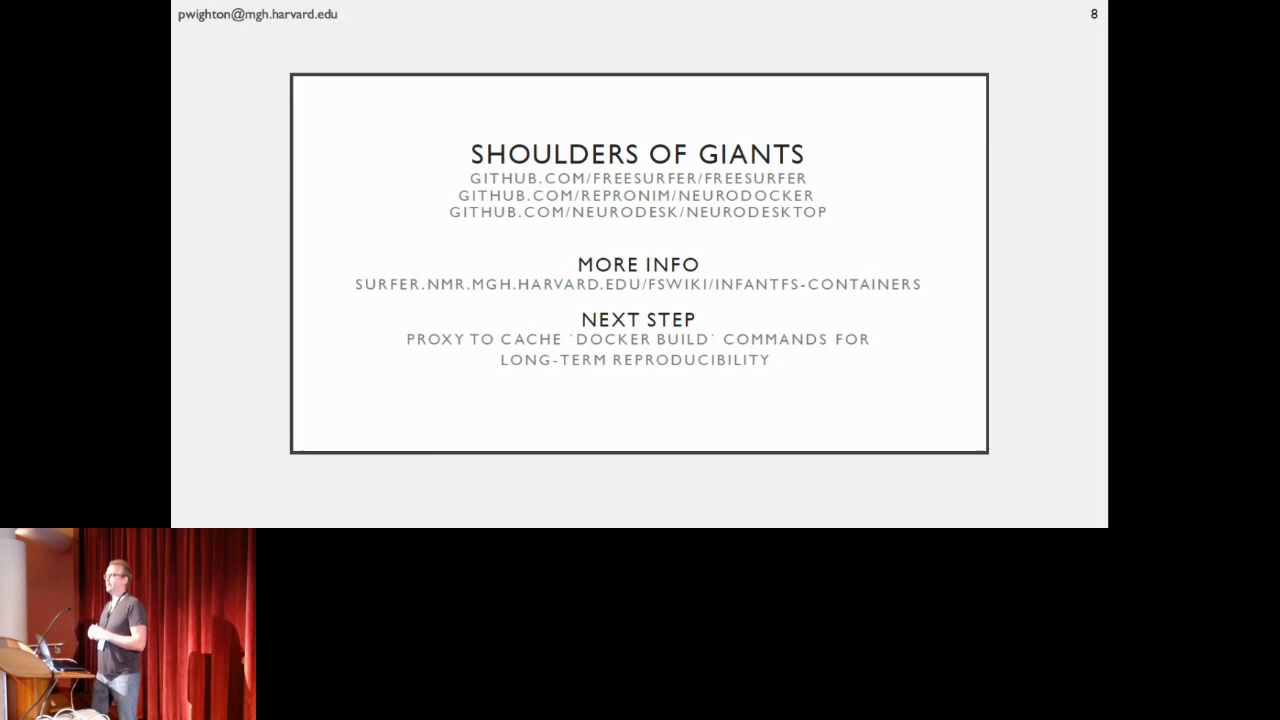 pwighton@mgh.harvard.edu
8
SHOULDERS OF GIANTS
GITHUB.COM/FREESURFER/FREESURFER
GITHUB.COM/REPRONIM/NEURODOCKER
GITHUB.COM/NEURODESK/NEURODESKTOP
MORE INFO
SURFER.NMR.MGH.HARVARD.EDU/FSWIKI/INFANTFS-CONTAINERS
NEXT STEP
PROXY TO CACHE `DOCKER BUILD` COMMANDS FOR
LONG-TERM REPRODUCIBILITY